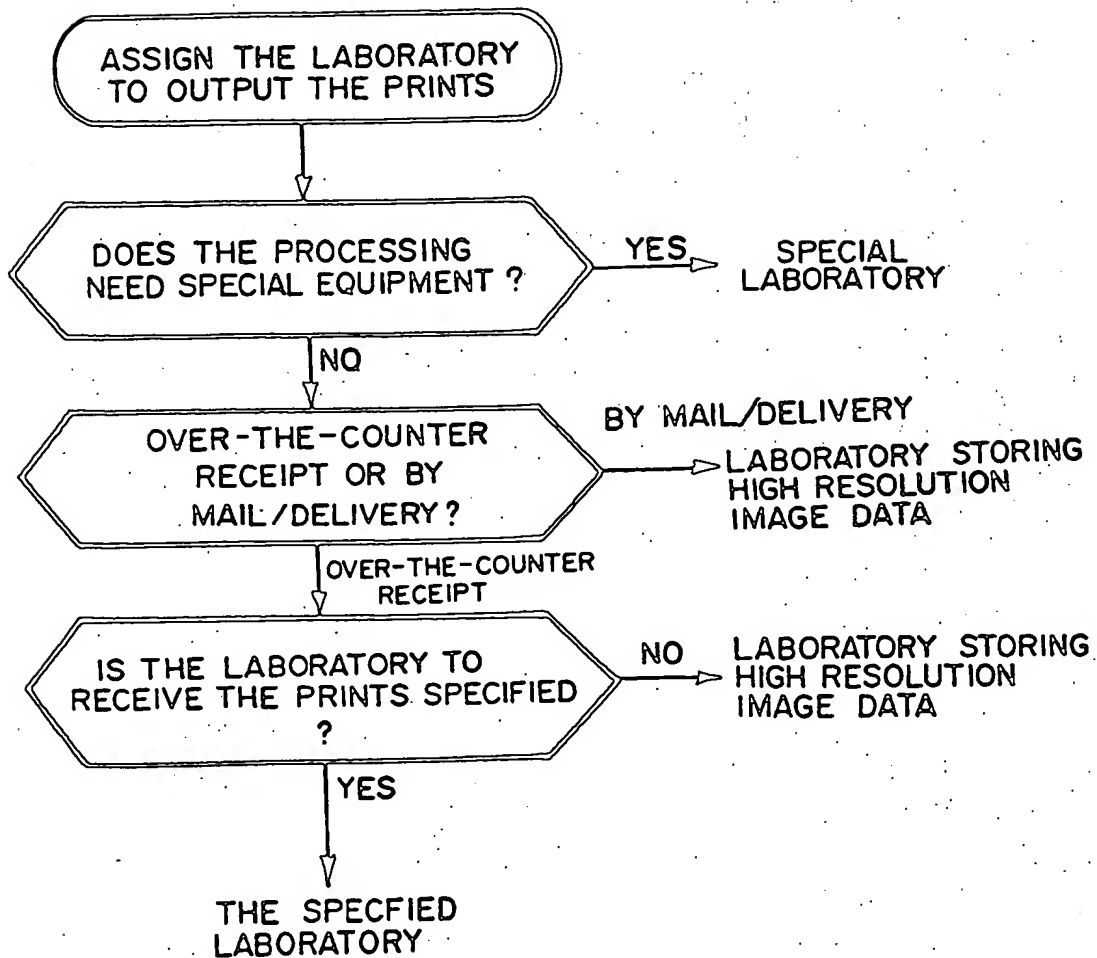 ASSIGN THE LABORATORY
TO OUTPUT THE PRINTS
DOES THE PROCESSING
NEED SPECIAL EQUIPMENT ?
YES
SPECIAL
LABORATORY
NO
OVER-THE-COUNTER
RECEIPT OR BY
MAIL/DELIVERY ?
BY MAIL/DELIVERY
LABORATORY STORING
HIGH RESOLUTION
IMAGE DATA
OVER-THE-COUNTER
RECEIPT
IS THE LABORATORY TO
RECEIVE THE PRINTS SPECIFIED
?
NO
LABORATORY STORING
HIGH RESOLUTION
IMAGE DATA
YES
THE SPECFIED
LABORATORY